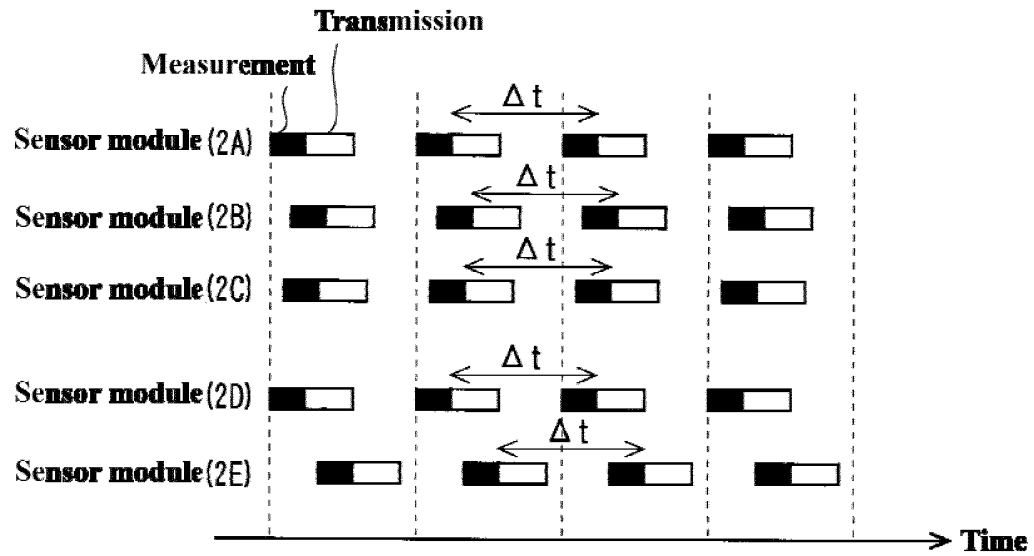 Transmission
Measurement
Δt
Sensor module(2A)
Δt
Sensor module(2B)
Δt
Sensor module(2C)
Δt
Sensor module(2D)
Δt
Sensor module(2E)
Time